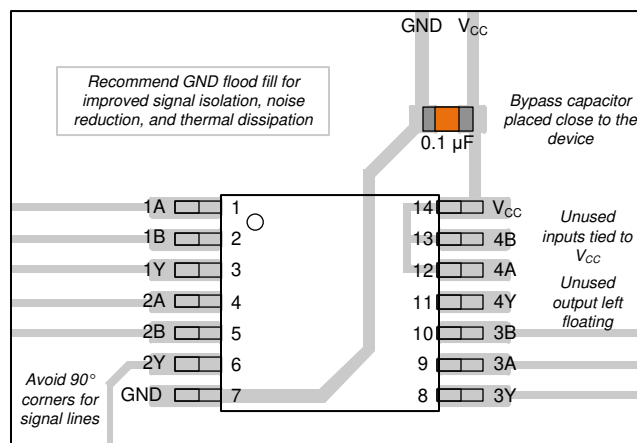 GND VCC
Recommend GND flood fill for
improved signal isolation, noise
reduction, and thermal dissipation
Bypass capacitor
placed close to the
device
0.1 µF
1A 1 14 VCC
1B 2 13 4B
1Y 3 12 4A
2A 4 11 4Y
2B 5 10 3B
2Y 6 9 3A
GND 7 8 3Y
Unused
inputs tied to
VCC
Unused
output left
floating
Avoid 90°
corners for
signal lines